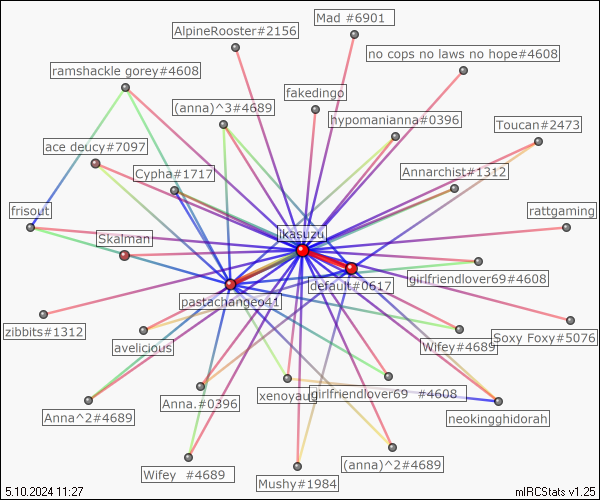 Mad #6901
AlpineRooster#2156
no cops no laws no hope#4608
ramshackle gorey#4608
fakedingo
(anna)^3#4689
hypomanianna#0396
Toucan#2473
ace deucy#7097
Cypha#1717
Annarchist#1312
frisout
rattgaming
Ikasuzu
Skalman
girlfriendlover69#4608
default#0617
pastachangeo41
zibbits#1312
Soxy Foxy#5076
avelicious
Wifey#4689
xenoyaug
girlfriendlover69 #4608
Anna.#0396
Anna^2#4689
neokingghidorah
(anna)^2#4689
Wifey #4689
Mushy#1984
5.10.2024 11:27
mIRCStats v1.25